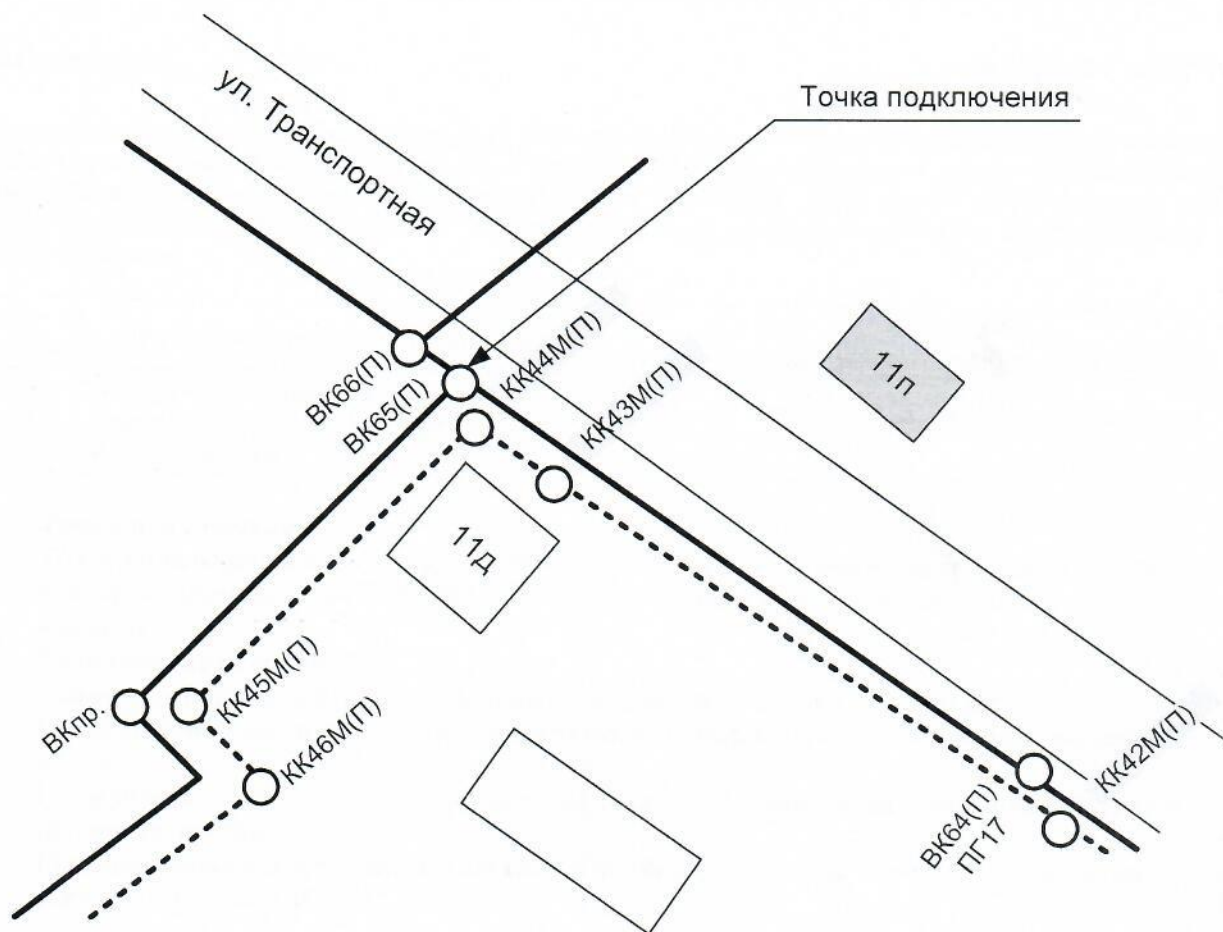 Точка подключения
ул. Транспортная
ВК66(П)
ВК65(П)
КК44М(П)
КК43М(П)
11п
11д
ВКпр.
КК45М(П)
КК46М(П)
ВК64(П)
ПГ17
КК42М(П)